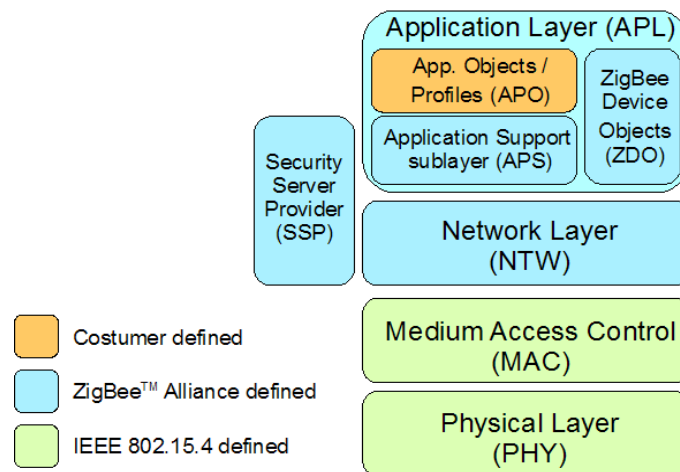 Application Layer (APL)
App. Objects /
Profiles (APO)
ZigBee
Device
Objects
(ZDO)
Application Support
sublayer (APS)
Security
Server
Provider
(SSP)
Network Layer
(NTW)
Costumer defined
Medium Access Control
(MAC)
ZigBee™ Alliance defined
Physical Layer
(PHY)
IEEE 802.15.4 defined